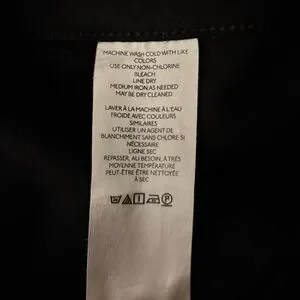 MACHINE WASH COLD WITH LIKE
COLORS
USE ONLY NON-CHLORINE
BLEACH
LINE DRY
MEDIUM IRON AS NEEDED
MAY BE DRY CLEANED
LAVER À LA MACHINE À L'EAU
FROIDE AVEC COULEURS
SIMILAIRES
UTILISER UN AGENT DE
BLANCHIMENT SANS CHLORE SI
NÉCESSAIRE
LIGNE SEC
REPASSER, AU BESOIN, À TRÈS
MOYENNE TEMPÉRATURE
PEUT-ÊTRE ÊTRE NETTOYÉE
À SEC